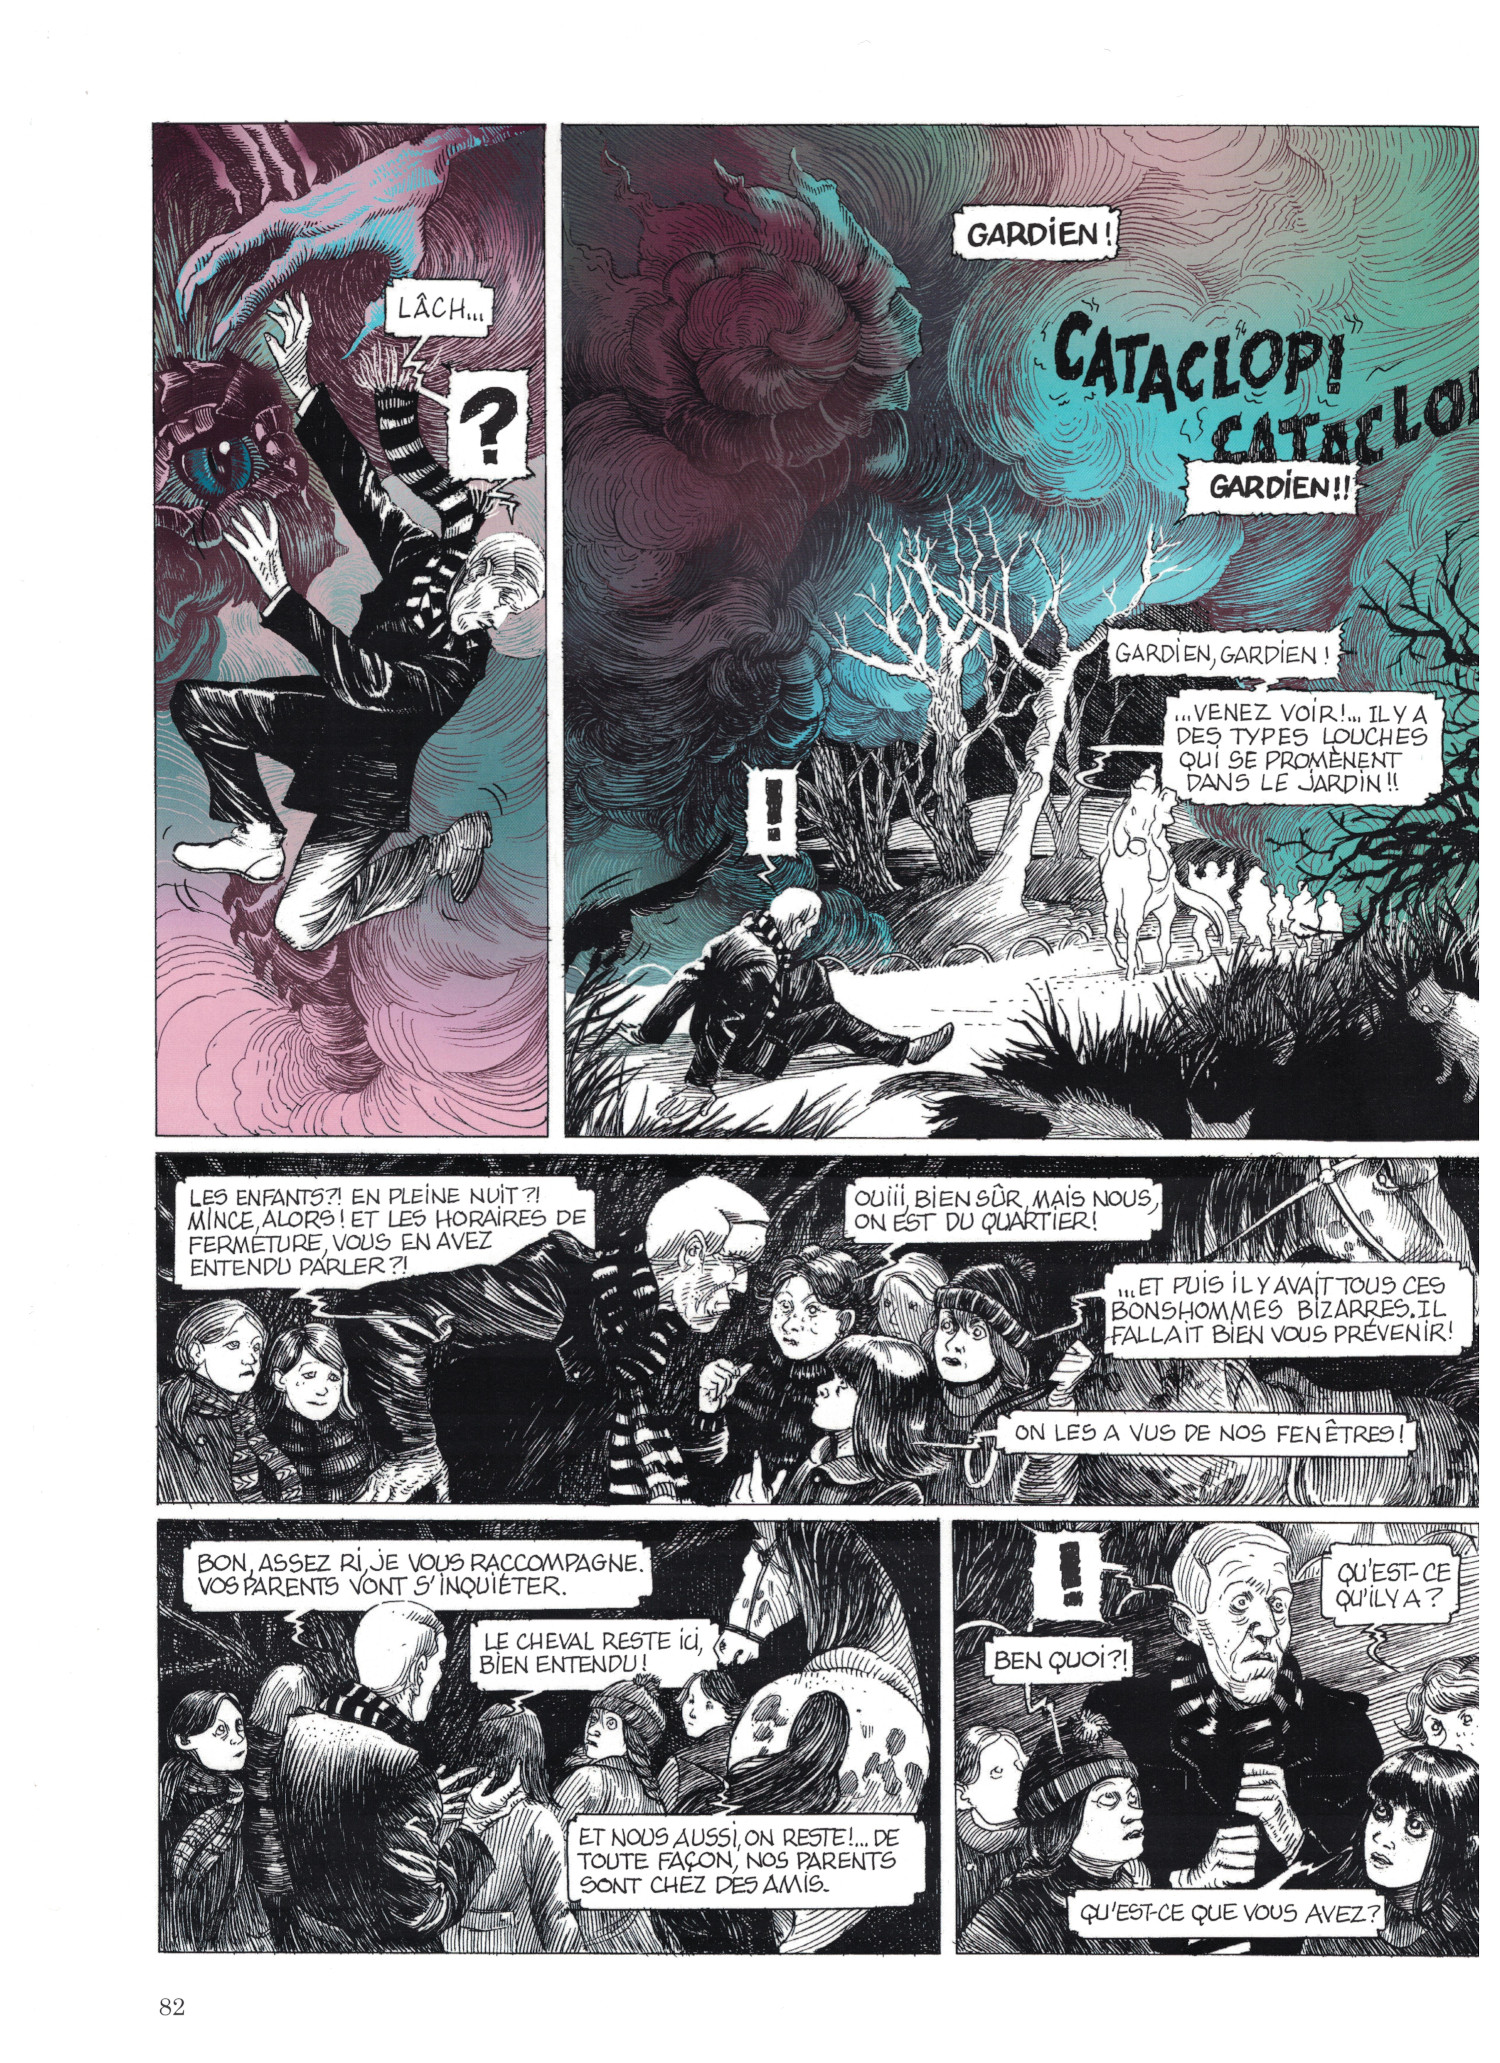 LÂCH...
?
GARDIEN!
CATACLOP!
CATACLOP
GARDIEN!!
GARDIEN, GARDIEN!
...VENEZ VOIR!... IL Y A
DES TYPES LOUCHES
QUI SE PROMÈNENT
DANS LE JARDIN!!
!
LES ENFANTS?! EN PLEINE NUIT?!
MINCE, ALORS! ET LES HORAIRES DE
FERMETURE, VOUS EN AVEZ
ENTENDU PARLER?!
OUIII, BIEN SÛR, MAIS NOUS,
ON EST DU QUARTIER!
...ET PUIS IL Y AVAIT TOUS CES
BONSHOMMES BIZARRES. IL
FALLAIT BIEN VOUS PRÉVENIR!
ON LES A VUS DE NOS FENÊTRES!
BON, ASSEZ RI, JE VOUS RACCOMPAGNE.
VOS PARENTS VONT S'INQUIÉTER.
LE CHEVAL RESTE ICI,
BIEN ENTENDU!
ET NOUS AUSSI, ON RESTE!... DE
TOUTE FAÇON, NOS PARENTS
SONT CHEZ DES AMIS.
!
BEN QUOI?!
QU'EST-CE
QU'IL Y A?
QU'EST-CE QUE VOUS AVEZ?
82